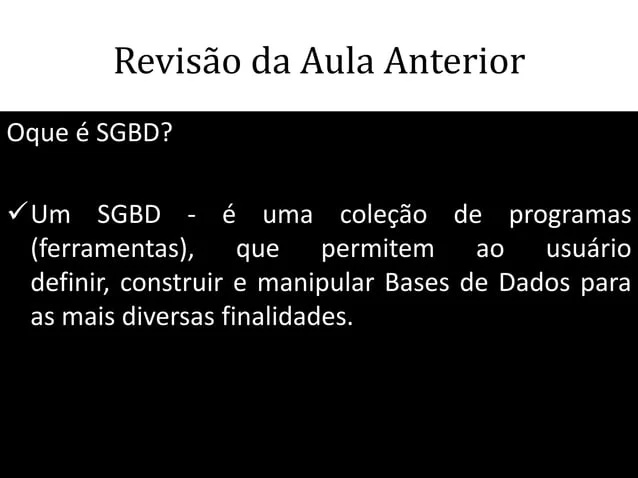 Revisão da Aula Anterior
Oque é SGBD?
✓Um SGBD - é uma coleção de programas
(ferramentas), que permitem ao usuário
definir, construir e manipular Bases de Dados para
as mais diversas finalidades.